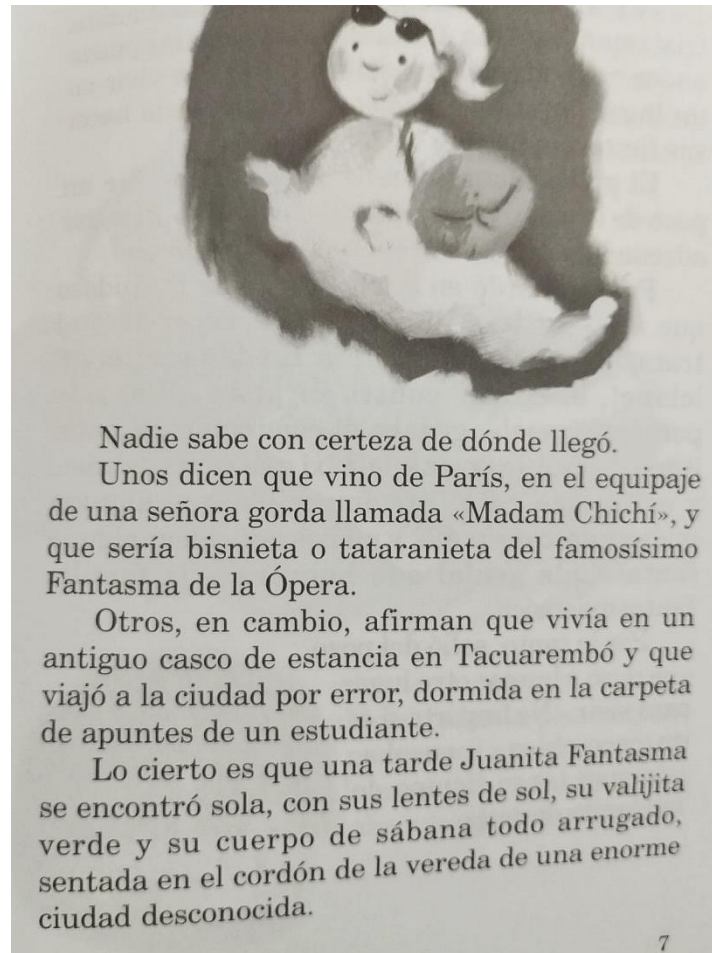 Nadie sabe con certeza de dónde llegó.
Unos dicen que vino de París, en el equipaje
de una señora gorda llamada «Madam Chichí», y
que sería bisnieta o tataranieta del famosísimo
Fantasma de la Ópera.
Otros, en cambio, afirman que vivía en un
antiguo casco de estancia en Tacuarembó y que
viajó a la ciudad por error, dormida en la carpeta
de apuntes de un estudiante.
Lo cierto es que una tarde Juanita Fantasma
se encontró sola, con sus lentes de sol, su valijita
verde y su cuerpo de sábana todo arrugado,
sentada en el cordón de la vereda de una enorme
ciudad desconocida.
7